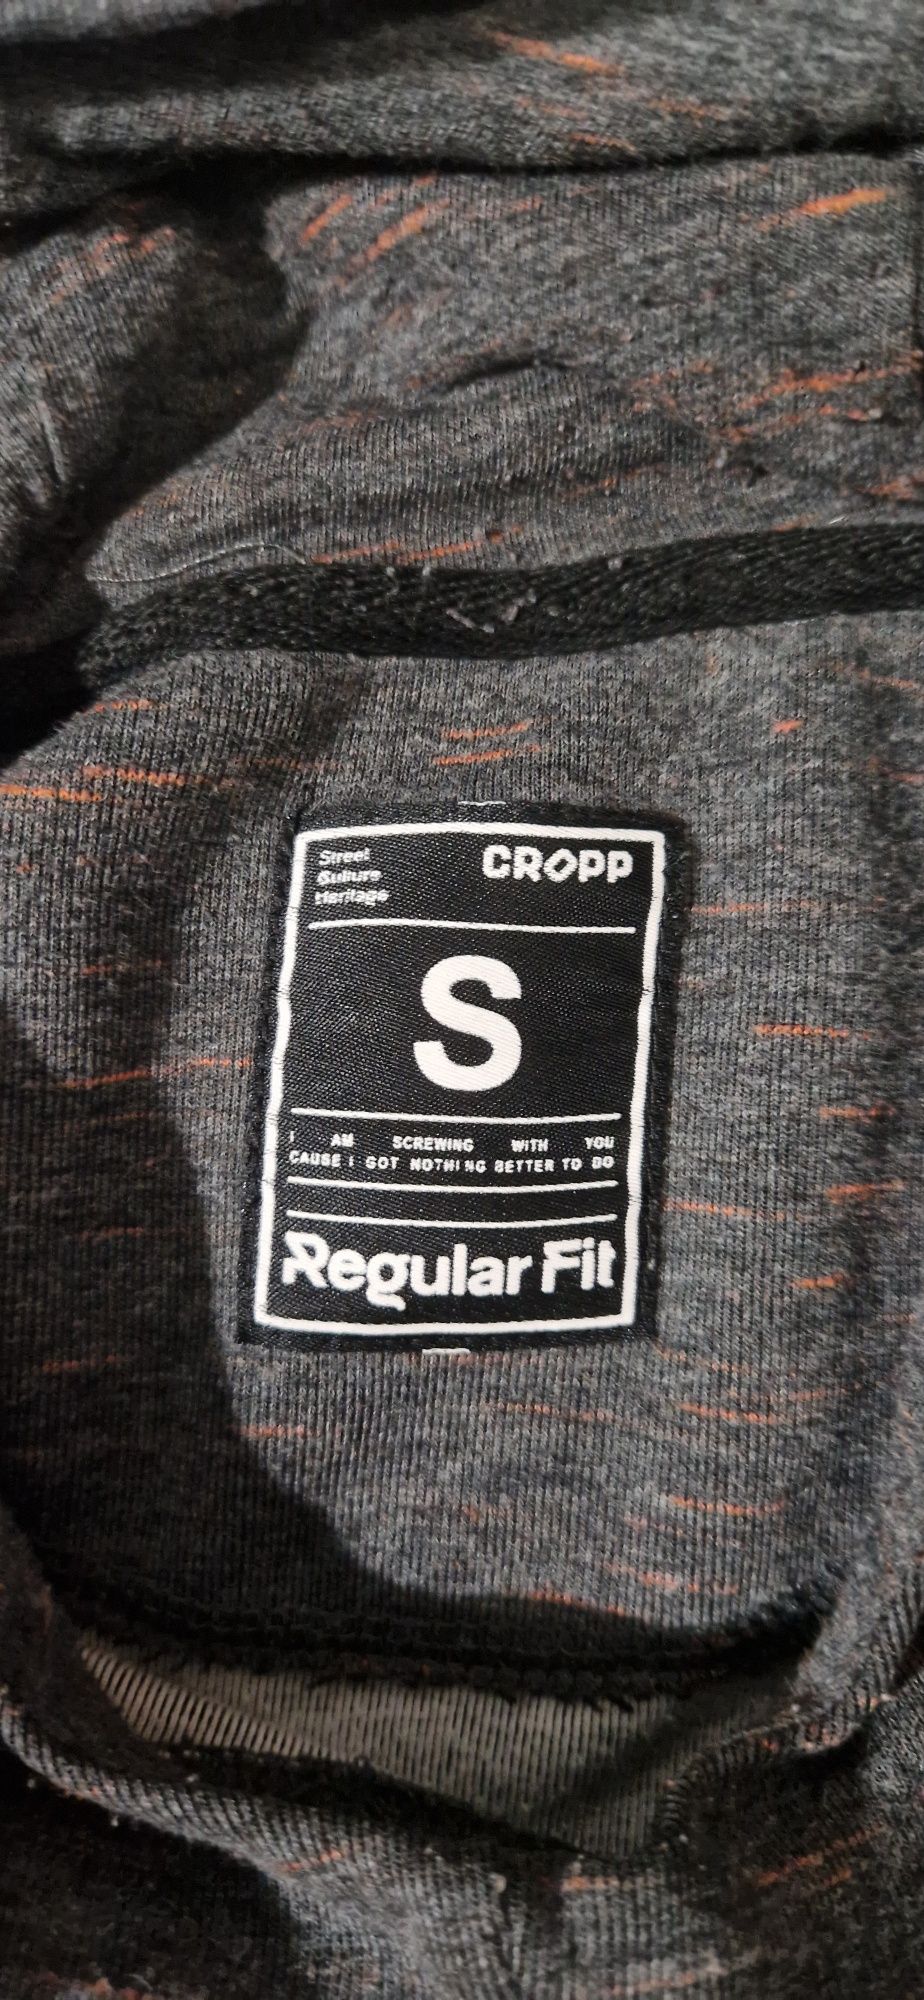 Street
Culture
Heritage
CROPP
S
I AM SCREWING WITH YOU
CAUSE I GOT NOTHING BETTER TO DO
Regular Fit